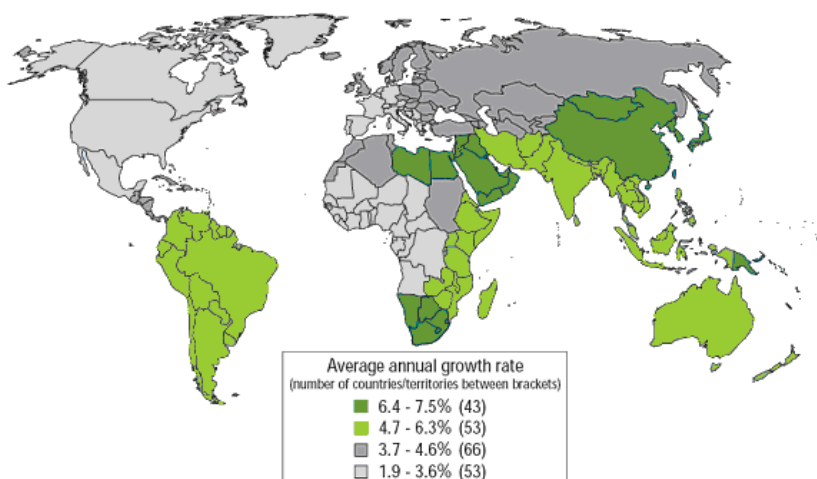 Average annual growth rate
(number of countries/territories between brackets)
6.4 - 7.5% (43)
4.7 - 6.3% (53)
3.7 - 4.6% (66)
1.9 - 3.6% (53)